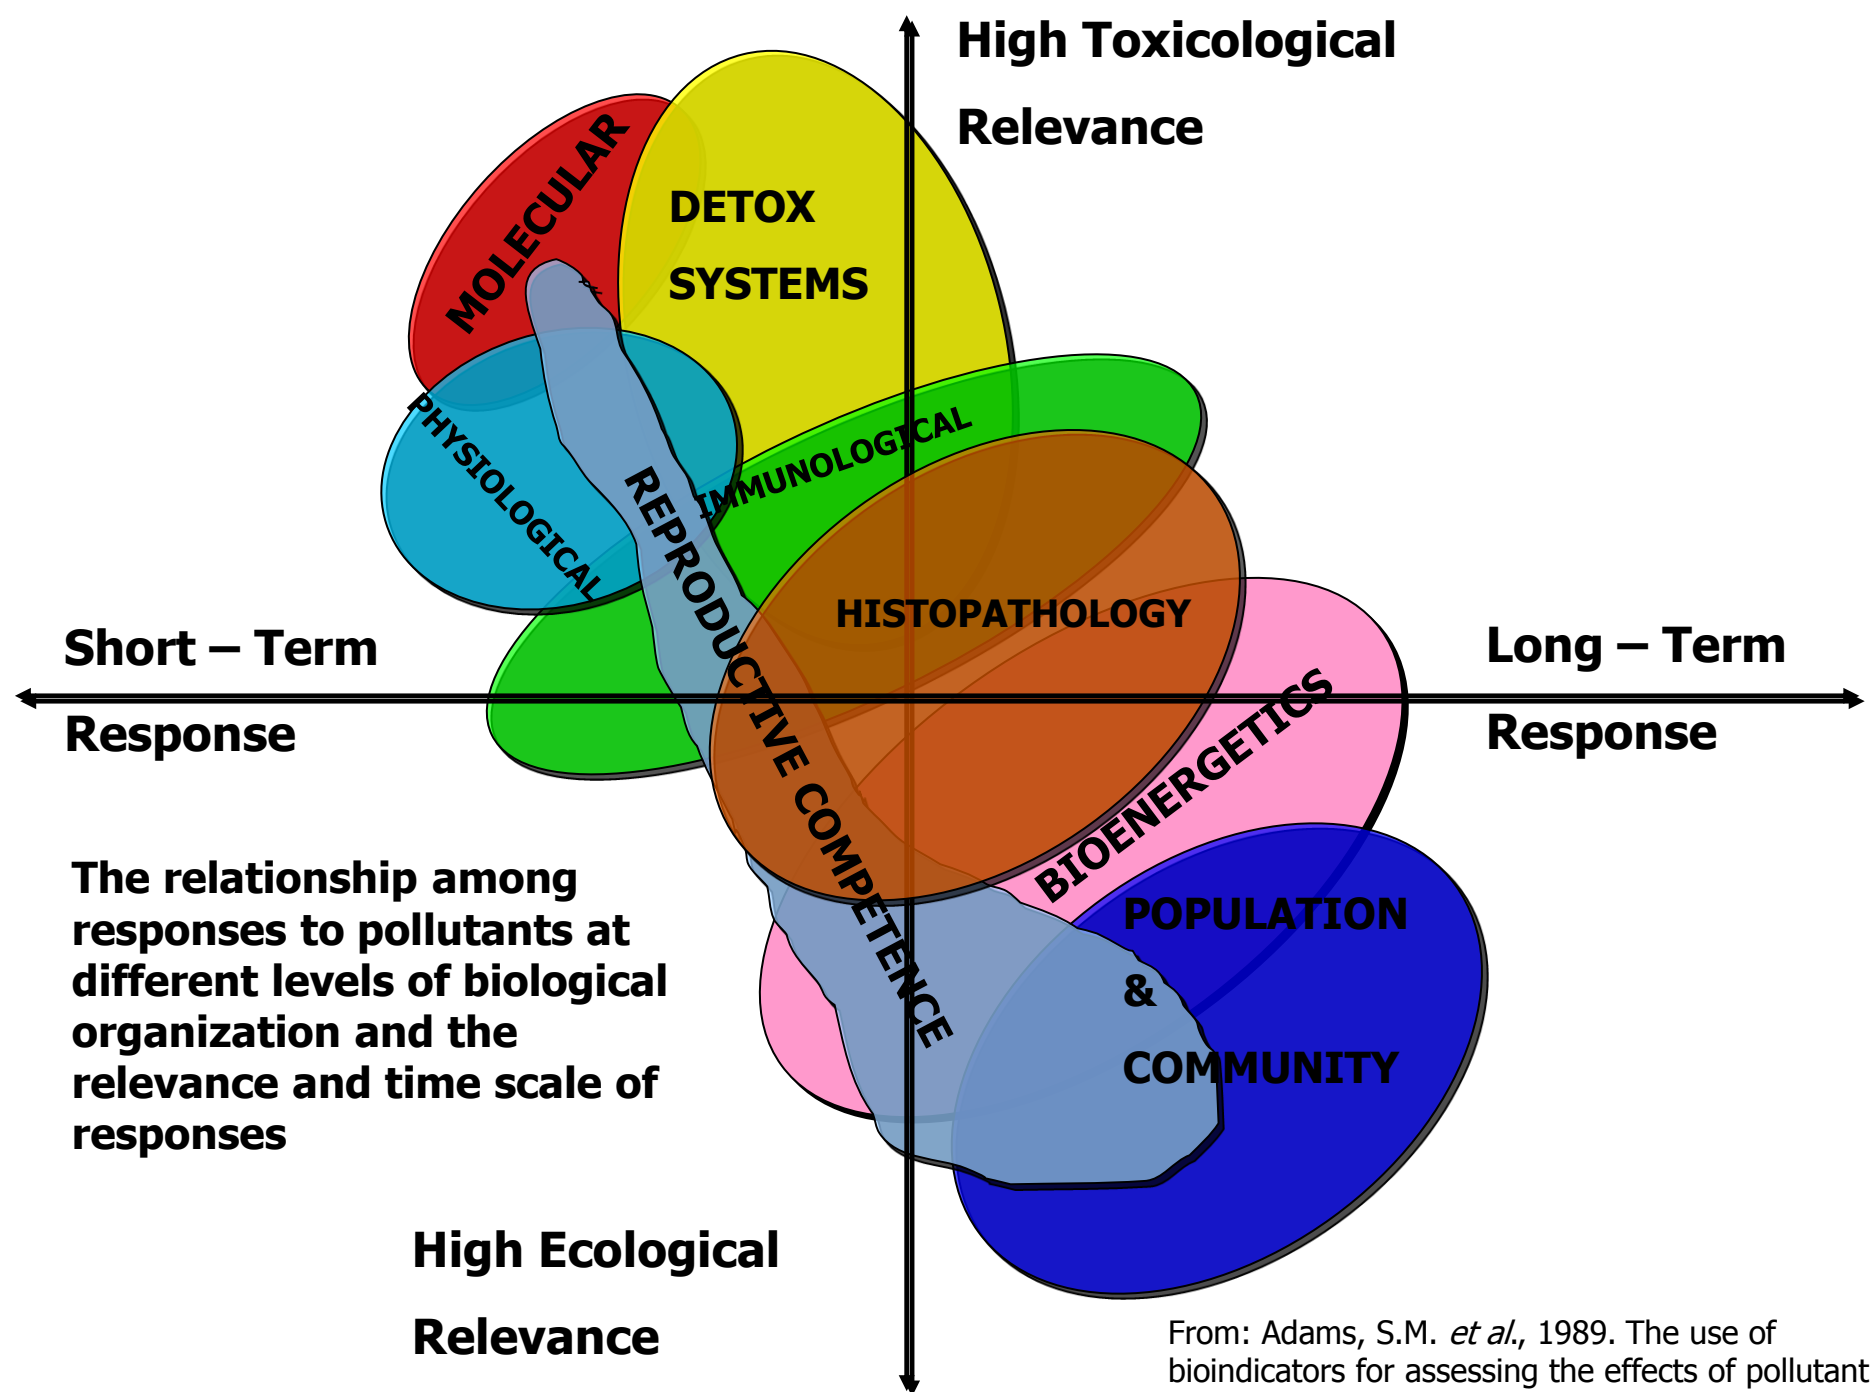 High Toxicological
Relevance
MOLECULAR
DETOX
SYSTEMS
PHYSIOLOGICAL
IMMUNOLOGICAL
REPRODUCTIVE COMPETENCE
HISTOPATHOLOGY
Short – Term
Response
Long – Term
Response
BIOENERGETICS
POPULATION
&
COMMUNITY
The relationship among
responses to pollutants at
different levels of biological
organization and the
relevance and time scale of
responses
High Ecological
Relevance
From: Adams, S.M. et al., 1989. The use of
bioindicators for assessing the effects of pollutant